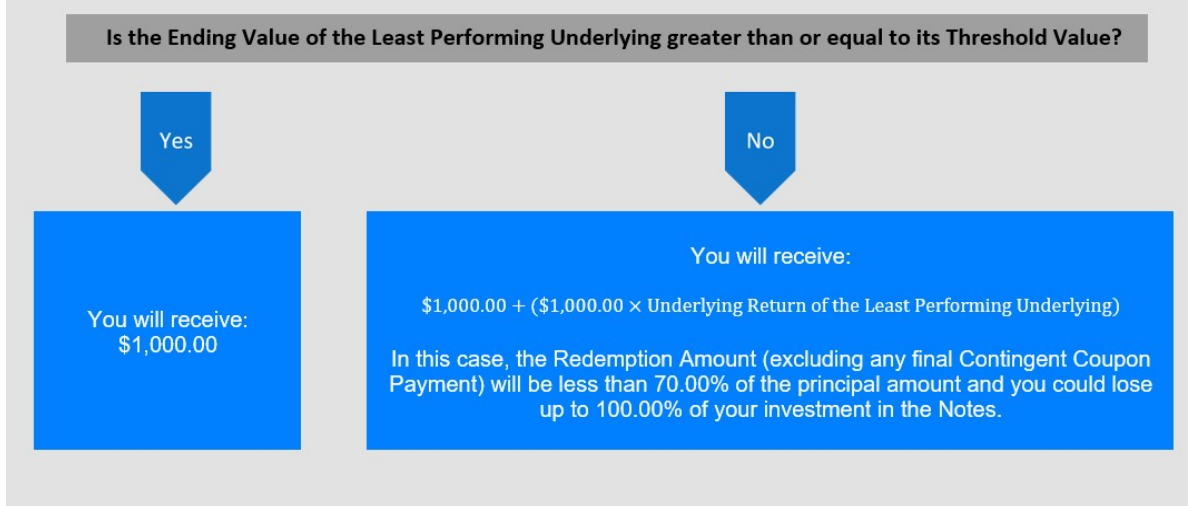 Is the Ending Value of the Least Performing Underlying greater than or equal to its Threshold Value?
Yes
No
You will receive:
$1,000.00
You will receive:
$1,000.00 + ($1,000.00 × Underlying Return of the Least Performing Underlying)
In this case, the Redemption Amount (excluding any final Contingent Coupon
Payment) will be less than 70.00% of the principal amount and you could lose
up to 100.00% of your investment in the Notes.